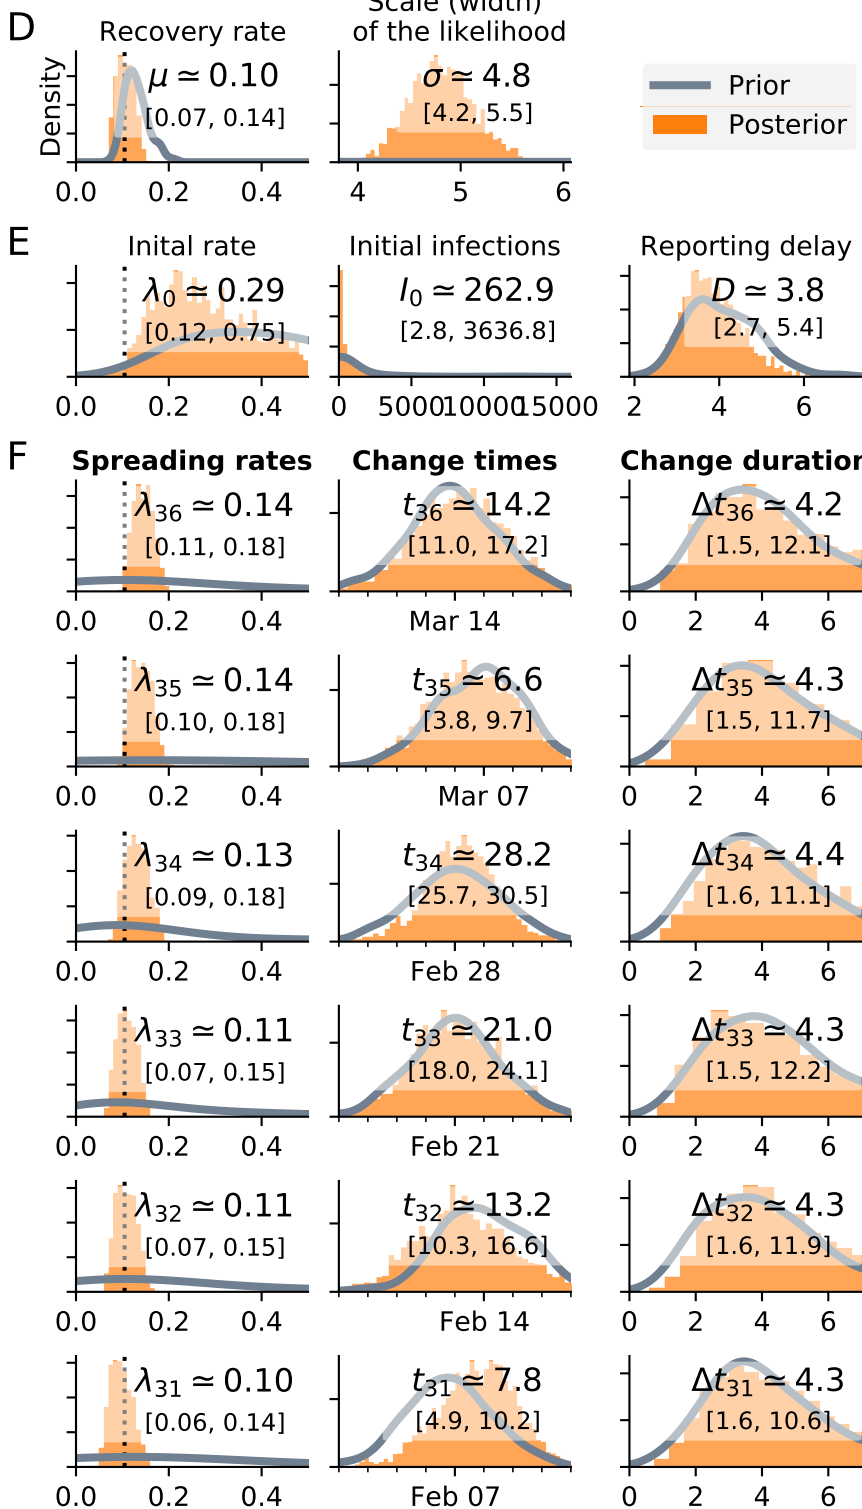 D
Recovery rate
Scale (width)
of the likelihood
Density
μ ≃ 0.10
[0.07, 0.14]
σ ≃ 4.8
[4.2, 5.5]
Prior
Posterior
0.0 0.2 0.4
4 5 6
E
Inital rate
Initial infections
Reporting delay
λ0 ≃ 0.29
[0.12, 0.75]
I0 ≃ 262.9
[2.8, 3636.8]
D ≃ 3.8
[2.7, 5.4]
0.0 0.2 0.4
0 5000 10000 15000
2 4 6
F
Spreading rates
Change times
Change duration
λ36 ≃ 0.14
[0.11, 0.18]
t36 ≃ 14.2
[11.0, 17.2]
Δt36 ≃ 4.2
[1.5, 12.1]
0.0 0.2 0.4
Mar 14
0 2 4 6
λ35 ≃ 0.14
[0.10, 0.18]
t35 ≃ 6.6
[3.8, 9.7]
Δt35 ≃ 4.3
[1.5, 11.7]
0.0 0.2 0.4
Mar 07
0 2 4 6
λ34 ≃ 0.13
[0.09, 0.18]
t34 ≃ 28.2
[25.7, 30.5]
Δt34 ≃ 4.4
[1.6, 11.1]
0.0 0.2 0.4
Feb 28
0 2 4 6
λ33 ≃ 0.11
[0.07, 0.15]
t33 ≃ 21.0
[18.0, 24.1]
Δt33 ≃ 4.3
[1.5, 12.2]
0.0 0.2 0.4
Feb 21
0 2 4 6
λ32 ≃ 0.11
[0.07, 0.15]
t32 ≃ 13.2
[10.3, 16.6]
Δt32 ≃ 4.3
[1.6, 11.9]
0.0 0.2 0.4
Feb 14
0 2 4 6
λ31 ≃ 0.10
[0.06, 0.14]
t31 ≃ 7.8
[4.9, 10.2]
Δt31 ≃ 4.3
[1.6, 10.6]
0.0 0.2 0.4
Feb 07
0 2 4 6